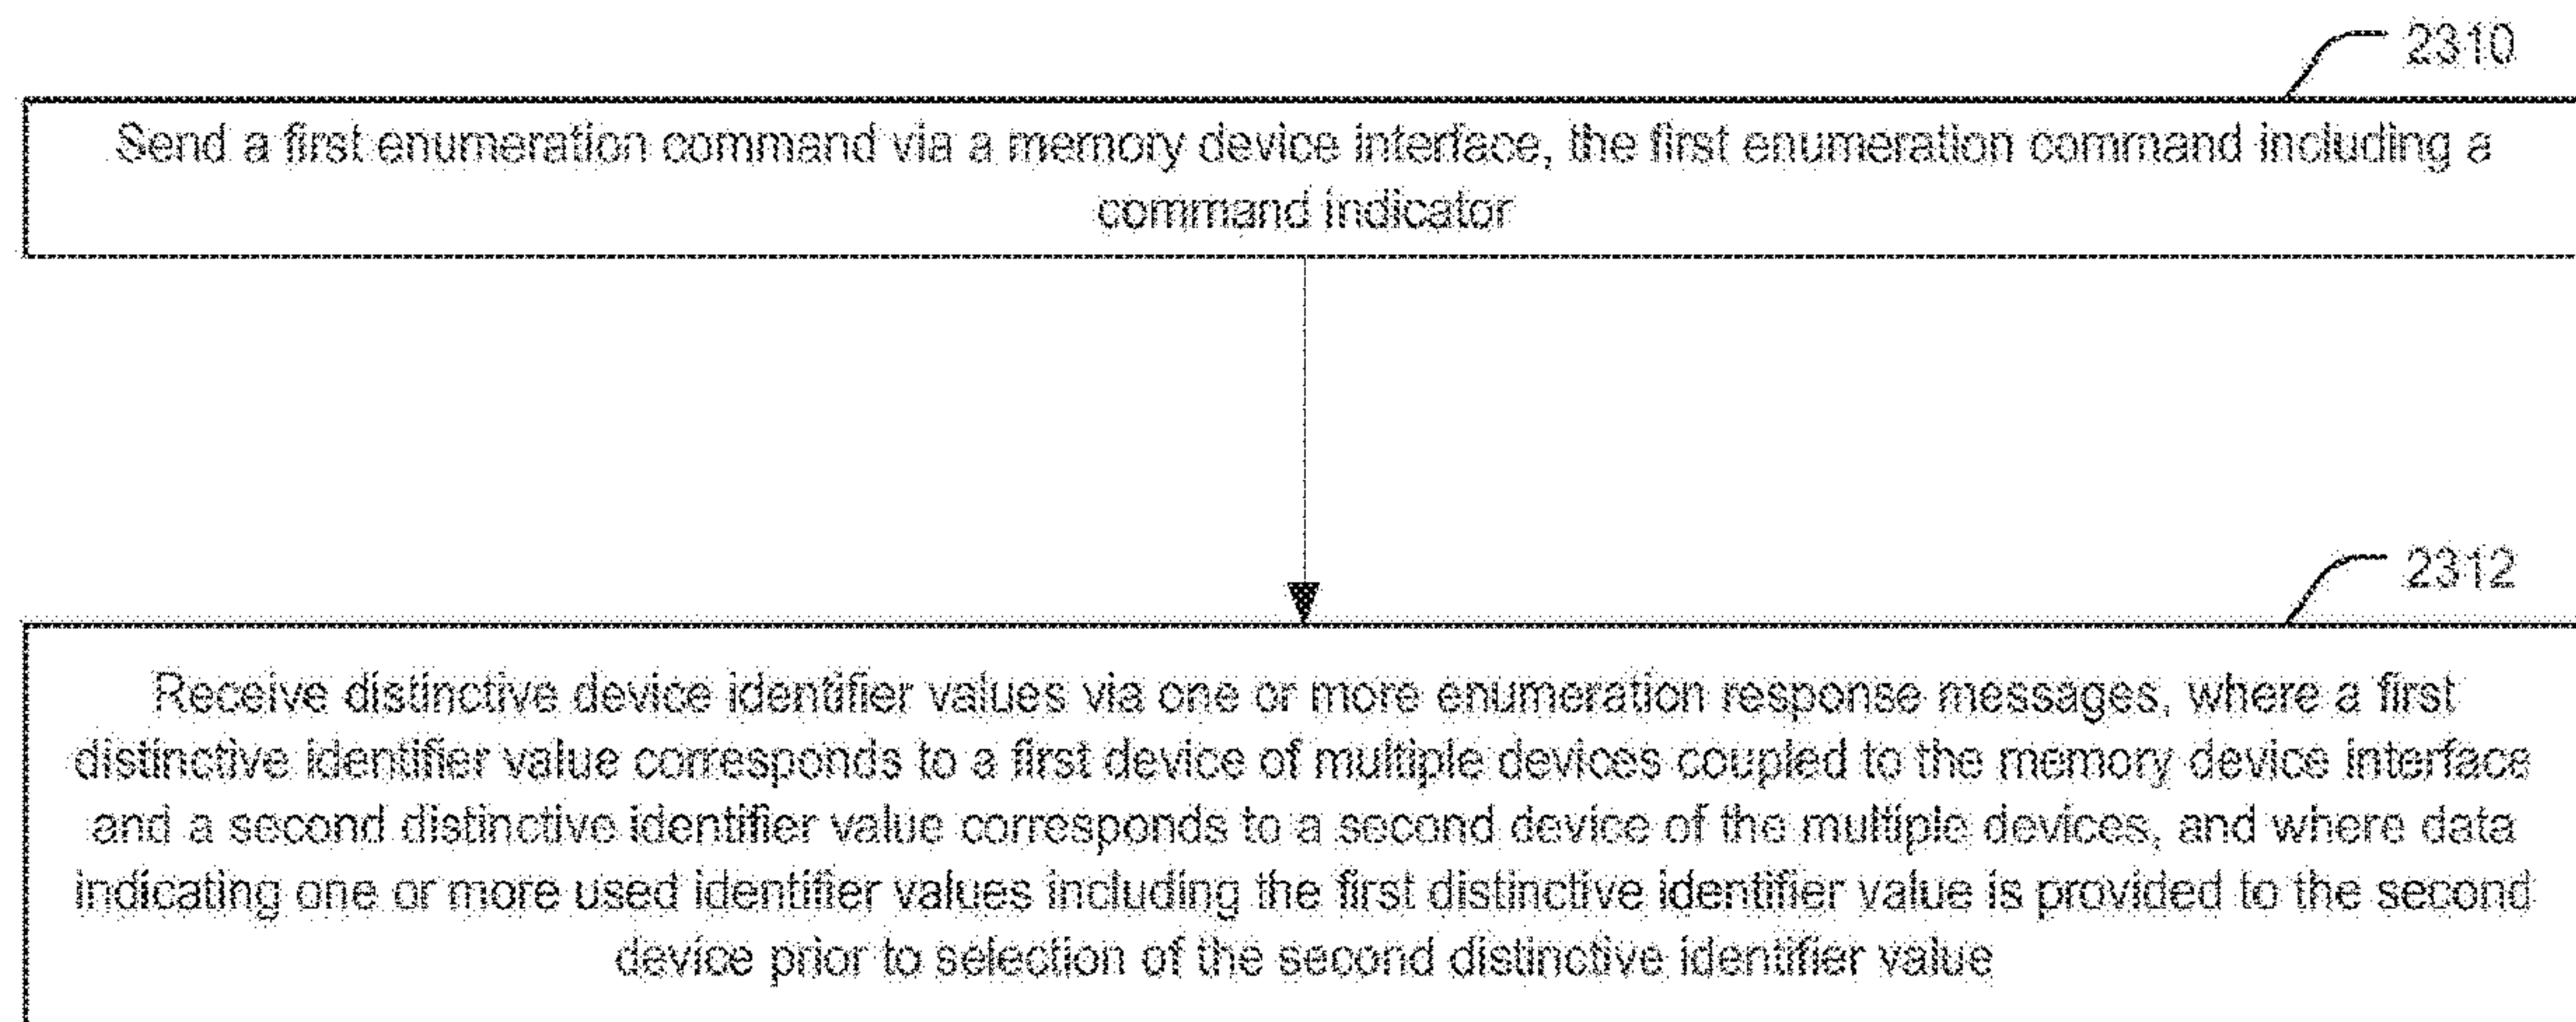 2310
Send a first enumeration command via a memory device interface, the first enumeration command including a
command indicator
2312
Receive distinctive device identifier values via one or more enumeration response messages, where a first
distinctive identifier value corresponds to a first device of multiple devices coupled to the memory device interface
and a second distinctive identifier value corresponds to a second device of the multiple devices, and where data
indicating one or more used identifier values including the first distinctive identifier value is provided to the second
device prior to selection of the second distinctive identifier value